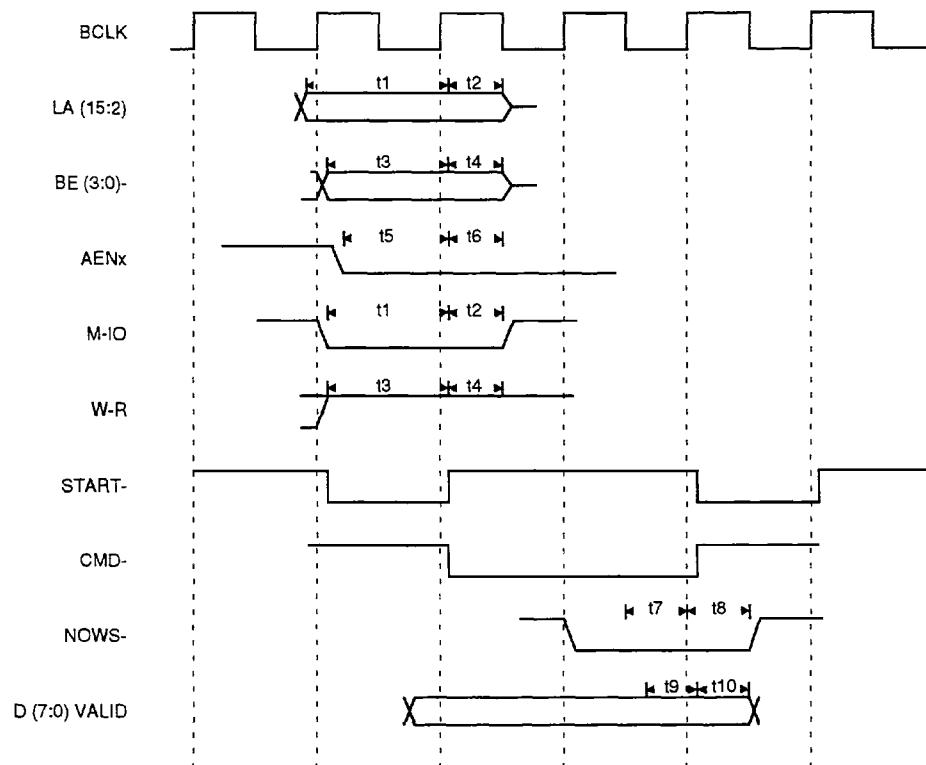 BCLK
t1 t2
LA (15:2)
t3 t4
BE (3:0)-
t5 t6
AENx
t1 t2
M-IO
t3 t4
W-R
START-
CMD-
t7 t8
NOWS-
t9 t10
D (7:0) VALID